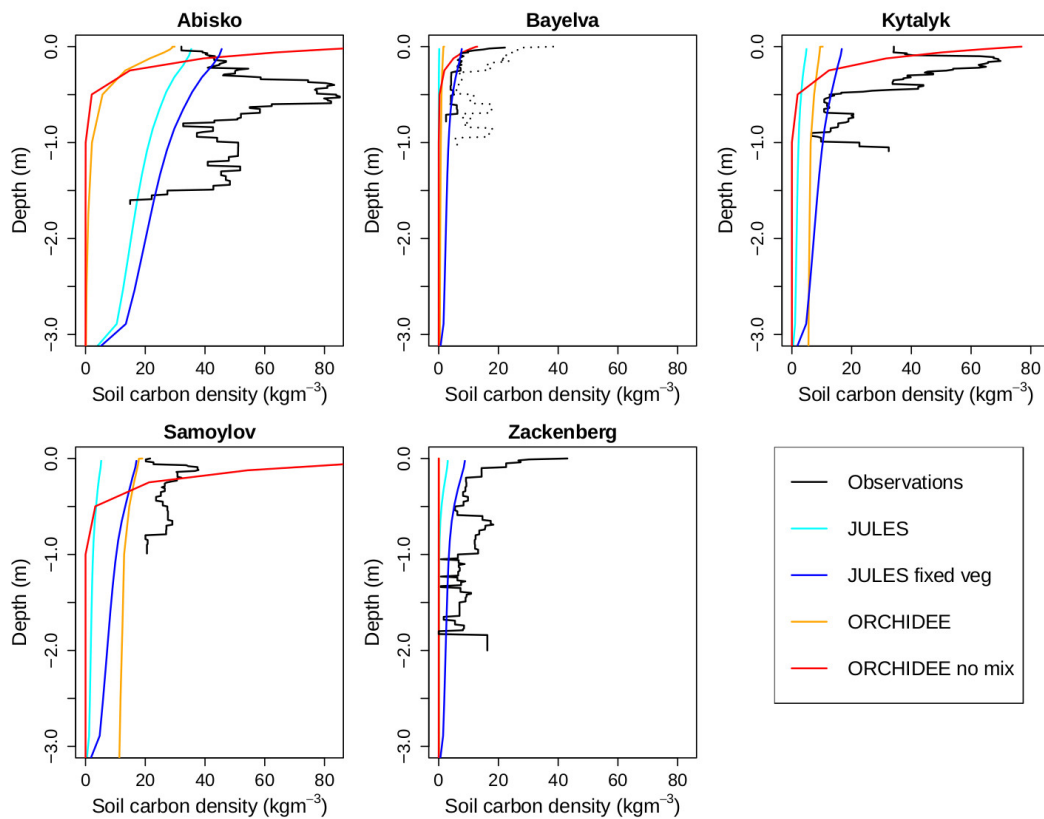 Abisko
0.0
−1.0
−2.0
−3.0
Depth (m)
0 20 40 60 80
Soil carbon density (kgm⁻³)
Bayelva
0.0
−1.0
−2.0
−3.0
Depth (m)
0 20 40 60 80
Soil carbon density (kgm⁻³)
Kytalyk
0.0
−1.0
−2.0
−3.0
Depth (m)
0 20 40 60 80
Soil carbon density (kgm⁻³)
Samoylov
0.0
−1.0
−2.0
−3.0
Depth (m)
0 20 40 60 80
Soil carbon density (kgm⁻³)
Zackenberg
0.0
−1.0
−2.0
−3.0
Depth (m)
0 20 40 60 80
Soil carbon density (kgm⁻³)
Observations
JULES
JULES fixed veg
ORCHIDEE
ORCHIDEE no mix